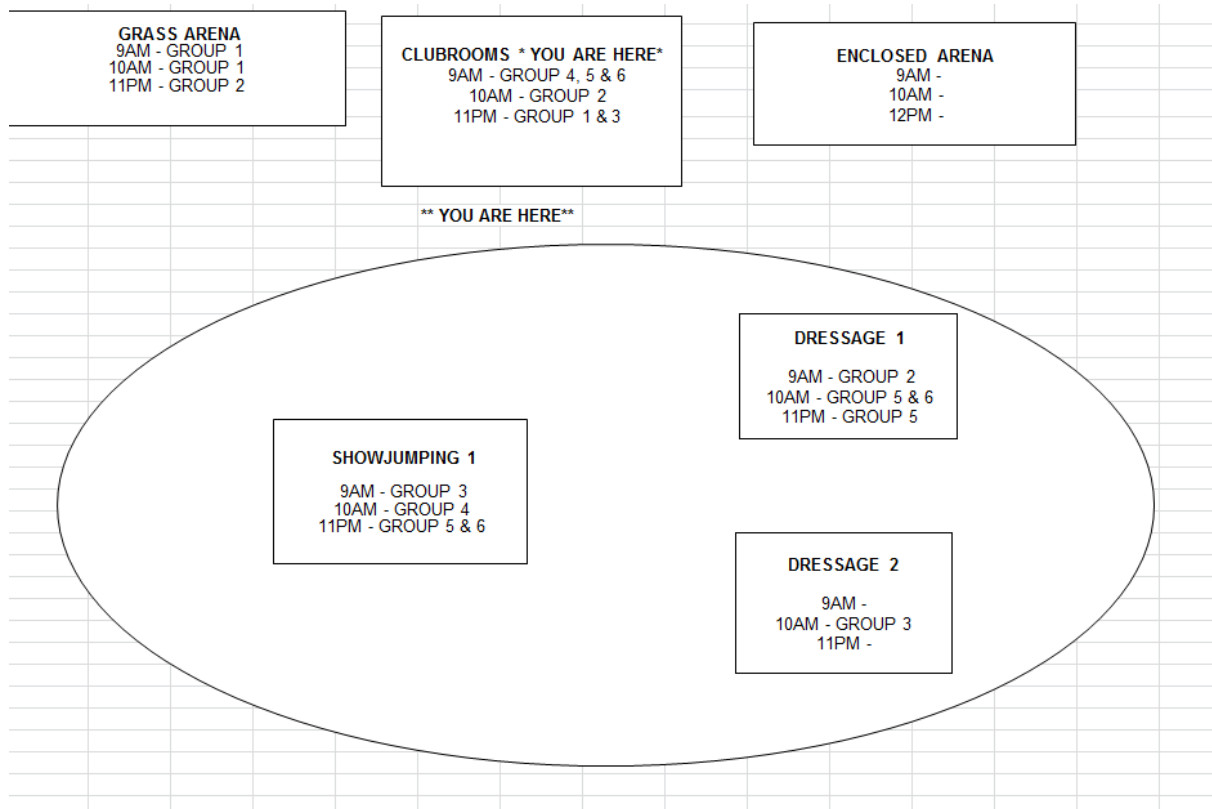 GRASS ARENA
9AM - GROUP 1
10AM - GROUP 1
11PM - GROUP 2
CLUBROOMS * YOU ARE HERE*
9AM - GROUP 4, 5 & 6
10AM - GROUP 2
11PM - GROUP 1 & 3
ENCLOSED ARENA
9AM -
10AM -
12PM -
** YOU ARE HERE**
DRESSAGE 1
9AM - GROUP 2
10AM - GROUP 5 & 6
11PM - GROUP 5
SHOWJUMPING 1
9AM - GROUP 3
10AM - GROUP 4
11PM - GROUP 5 & 6
DRESSAGE 2
9AM -
10AM - GROUP 3
11PM -